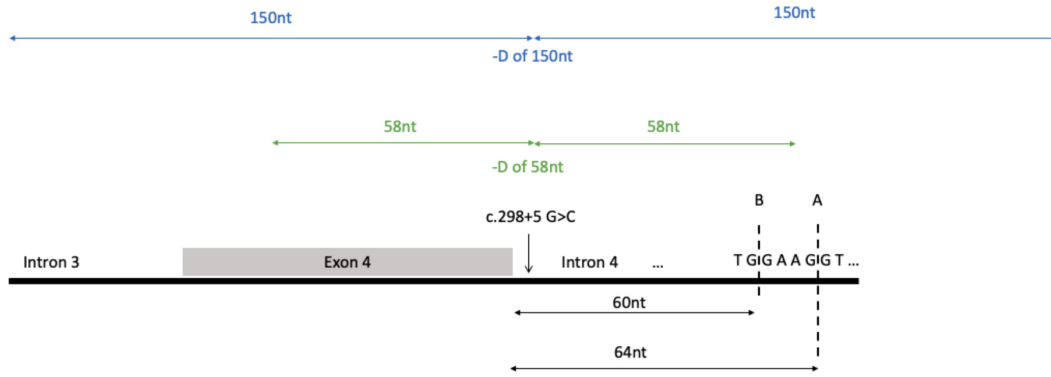 150nt
150nt
-D of 150nt
58nt
58nt
-D of 58nt
B
A
c.298+5 G>C
Intron 3
Exon 4
Intron 4
...
T G G A A G G T ...
60nt
64nt